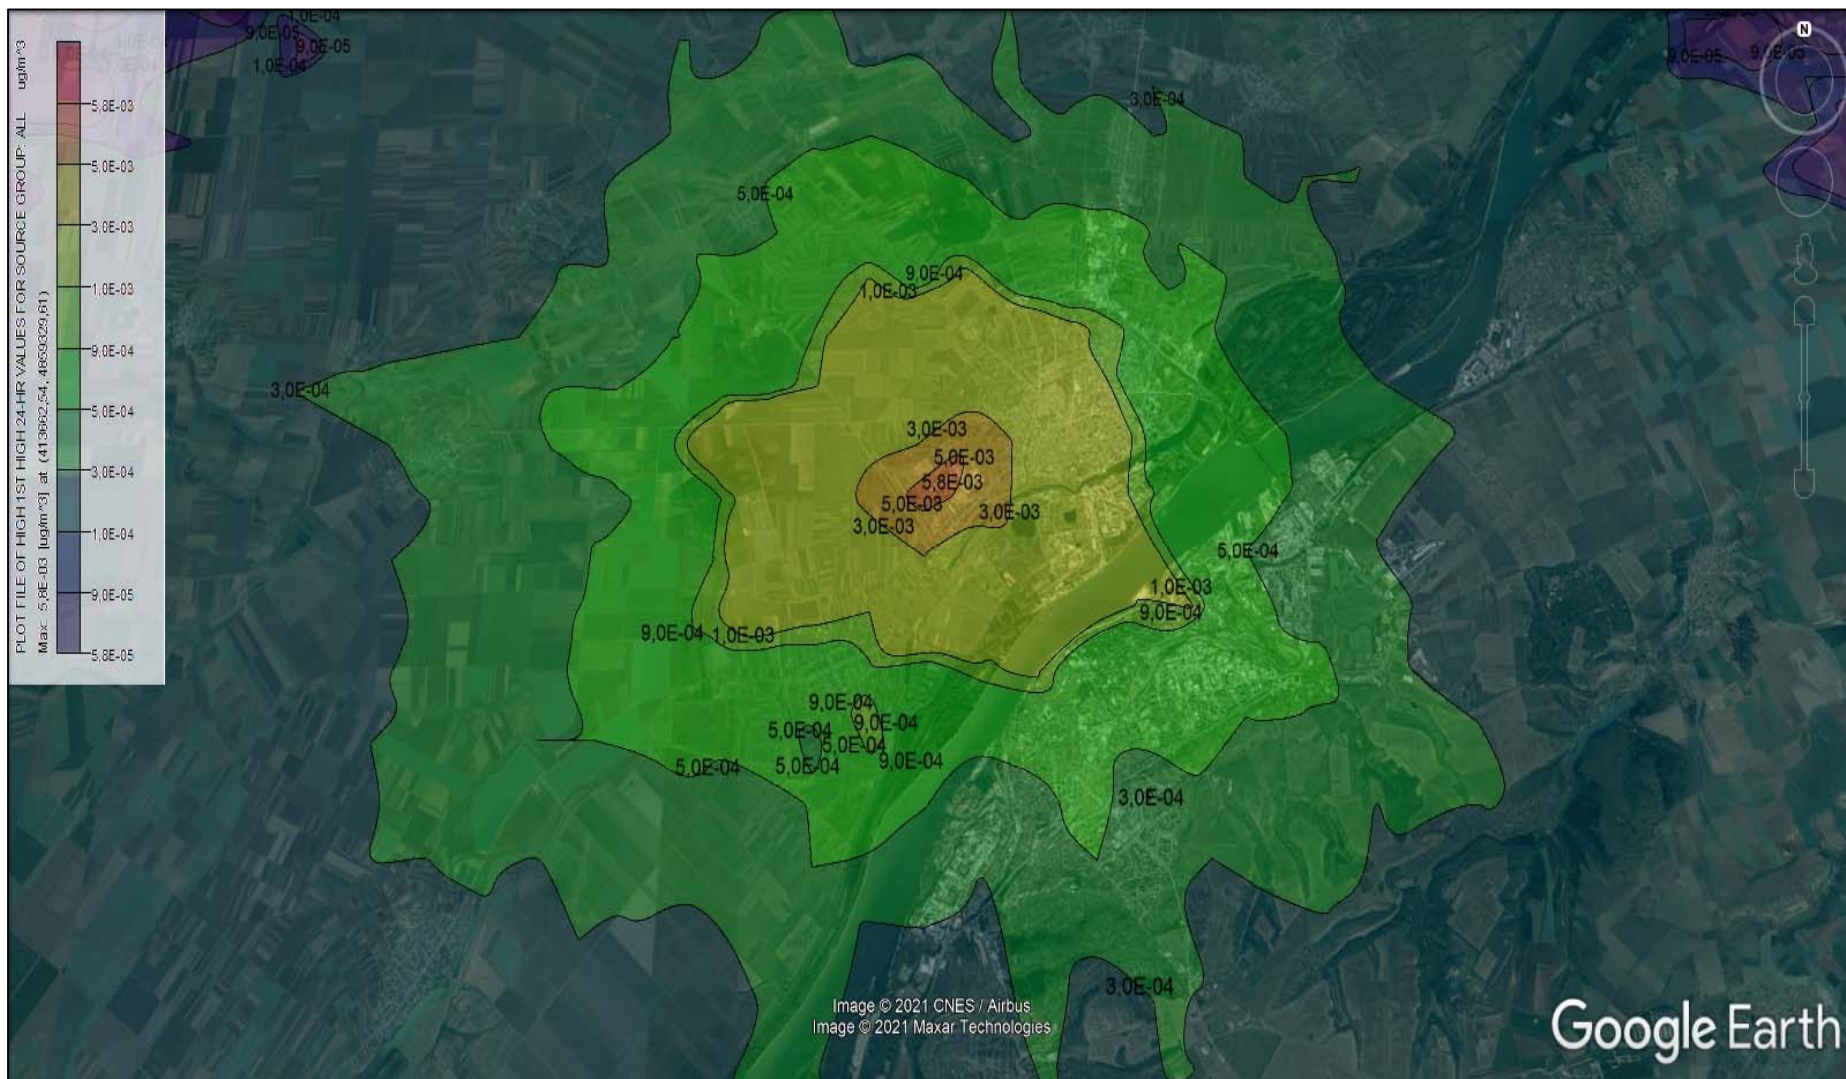 PLOT FILE OF HIGH 1ST HIGH 24-HR VALUES FOR SOURCE GROUP: ALL ug/m^3
Max: 5,8E-03 [ug/m^3] at (413662,54, 4859329,61)
5,8E-03
5,0E-03
3,0E-03
1,0E-03
9,0E-04
5,0E-04
3,0E-04
1,0E-04
9,0E-05
5,8E-05
1,0E-04
9,0E-05
9,0E-05
1,0E-04
9,0E-05
9,0E-05
N
3,0E-04
5,0E-04
9,0E-04
1,0E-03
3,0E-04
3,0E-03
5,0E-03
5,8E-03
5,0E-03
3,0E-03
3,0E-03
5,0E-04
1,0E-03
9,0E-04
9,0E-04
1,0E-03
9,0E-04
9,0E-04
5,0E-04
5,0E-04
9,0E-04
5,0E-04
5,0E-04
3,0E-04
3,0E-04
Image © 2021 CNES / Airbus
Image © 2021 Maxar Technologies
Google Earth